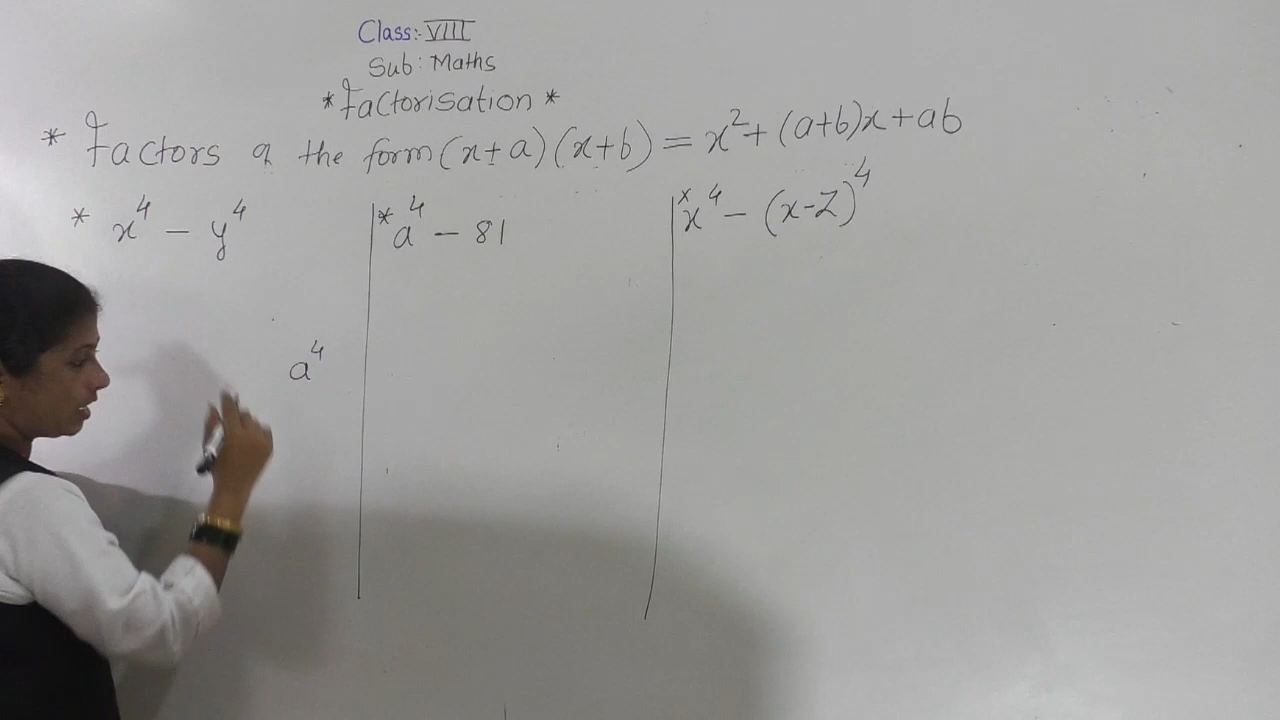 Class:- VIII
Sub: Maths
* Factorisation *
* Factors of the form (x+a) (x+b) = x² + (a+b)x + ab
* x⁴ - y⁴
* a⁴ - 81
* x⁴ - (x-z)⁴
a⁴